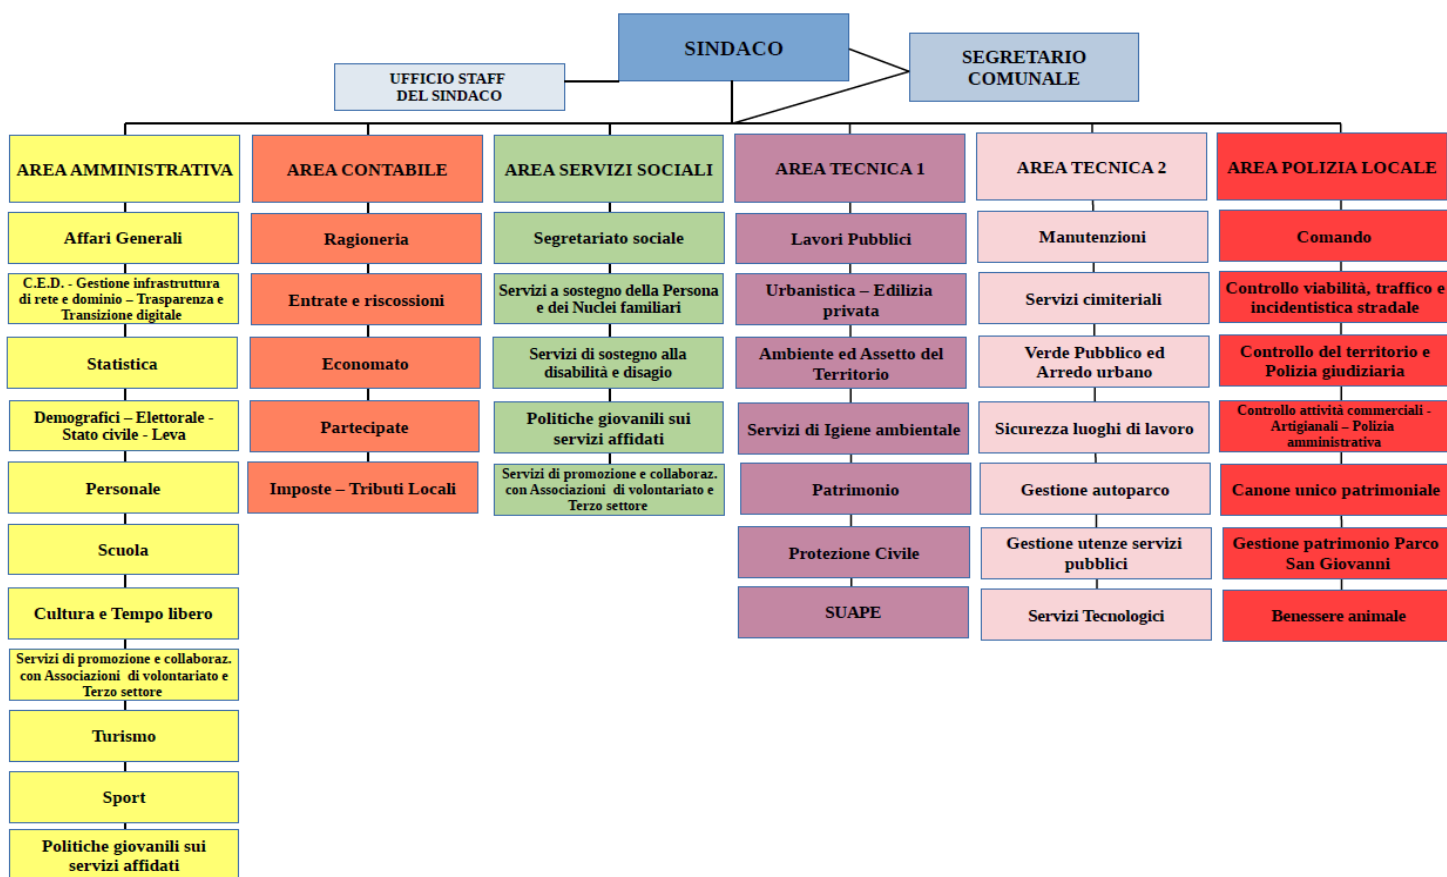 SINDACO
SEGRETARIO
COMUNALE
UFFICIO STAFF
DEL SINDACO
AREA AMMINISTRATIVA
Affari Generali
C.E.D. - Gestione infrastruttura
di rete e dominio – Trasparenza e
Transizione digitale
Statistica
Demografici – Elettorale -
Stato civile - Leva
Personale
Scuola
Cultura e Tempo libero
Servizi di promozione e collaboraz.
con Associazioni di volontariato e
Terzo settore
Turismo
Sport
Politiche giovanili sui
servizi affidati
AREA CONTABILE
Ragioneria
Entrate e riscossioni
Economato
Partecipate
Imposte – Tributi Locali
AREA SERVIZI SOCIALI
Segretariato sociale
Servizi a sostegno della Persona
e dei Nuclei familiari
Servizi di sostegno alla
disabilità e disagio
Politiche giovanili sui
servizi affidati
Servizi di promozione e collaboraz.
con Associazioni di volontariato e
Terzo settore
AREA TECNICA 1
Lavori Pubblici
Urbanistica – Edilizia
privata
Ambiente ed Assetto del
Territorio
Servizi di Igiene ambientale
Patrimonio
Protezione Civile
SUAPE
AREA TECNICA 2
Manutenzioni
Servizi cimiteriali
Verde Pubblico ed
Arredo urbano
Sicurezza luoghi di lavoro
Gestione autoparco
Gestione utenze servizi
pubblici
Servizi Tecnologici
AREA POLIZIA LOCALE
Comando
Controllo viabilità, traffico e
incidentistica stradale
Controllo del territorio e
Polizia giudiziaria
Controllo attività commerciali -
Artigianali – Polizia
amministrativa
Canone unico patrimoniale
Gestione patrimonio Parco
San Giovanni
Benessere animale